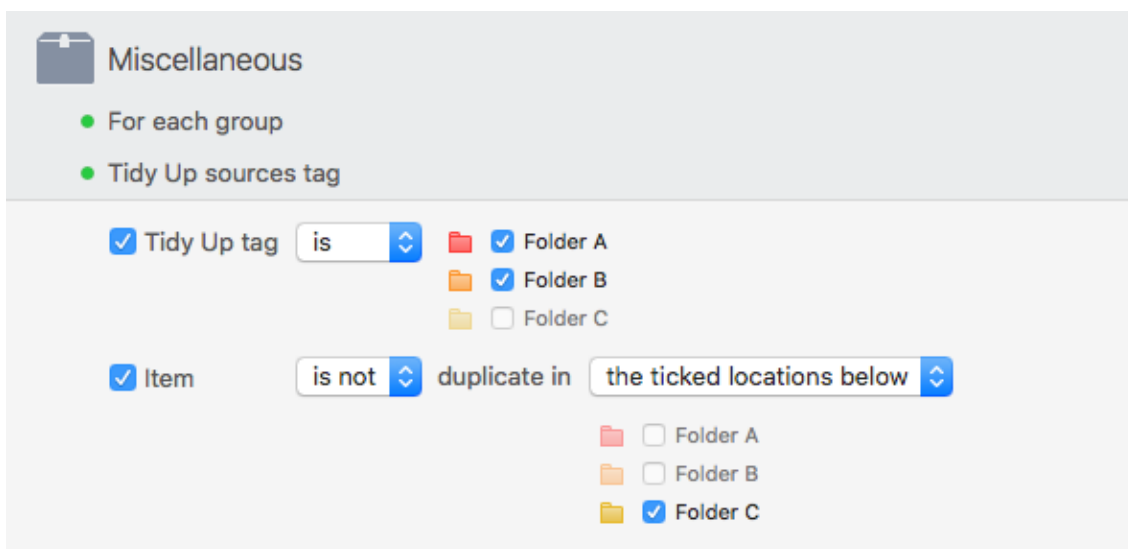 Miscellaneous
For each group
Tidy Up sources tag
Tidy Up tag is Folder A
Folder B
Folder C
Item is not duplicate in the ticked locations below
Folder A
Folder B
Folder C